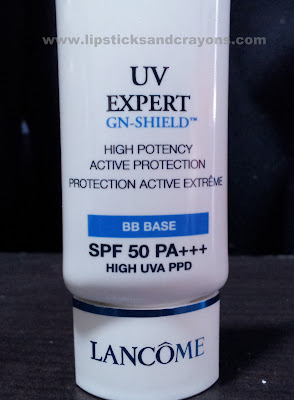 www.lipsticksandcrayons.com
UV
EXPERT
GN-SHIELD™
HIGH POTENCY
ACTIVE PROTECTION
PROTECTION ACTIVE EXTRÊME
BB BASE
SPF 50 PA+++
HIGH UVA PPD
LANCÔME